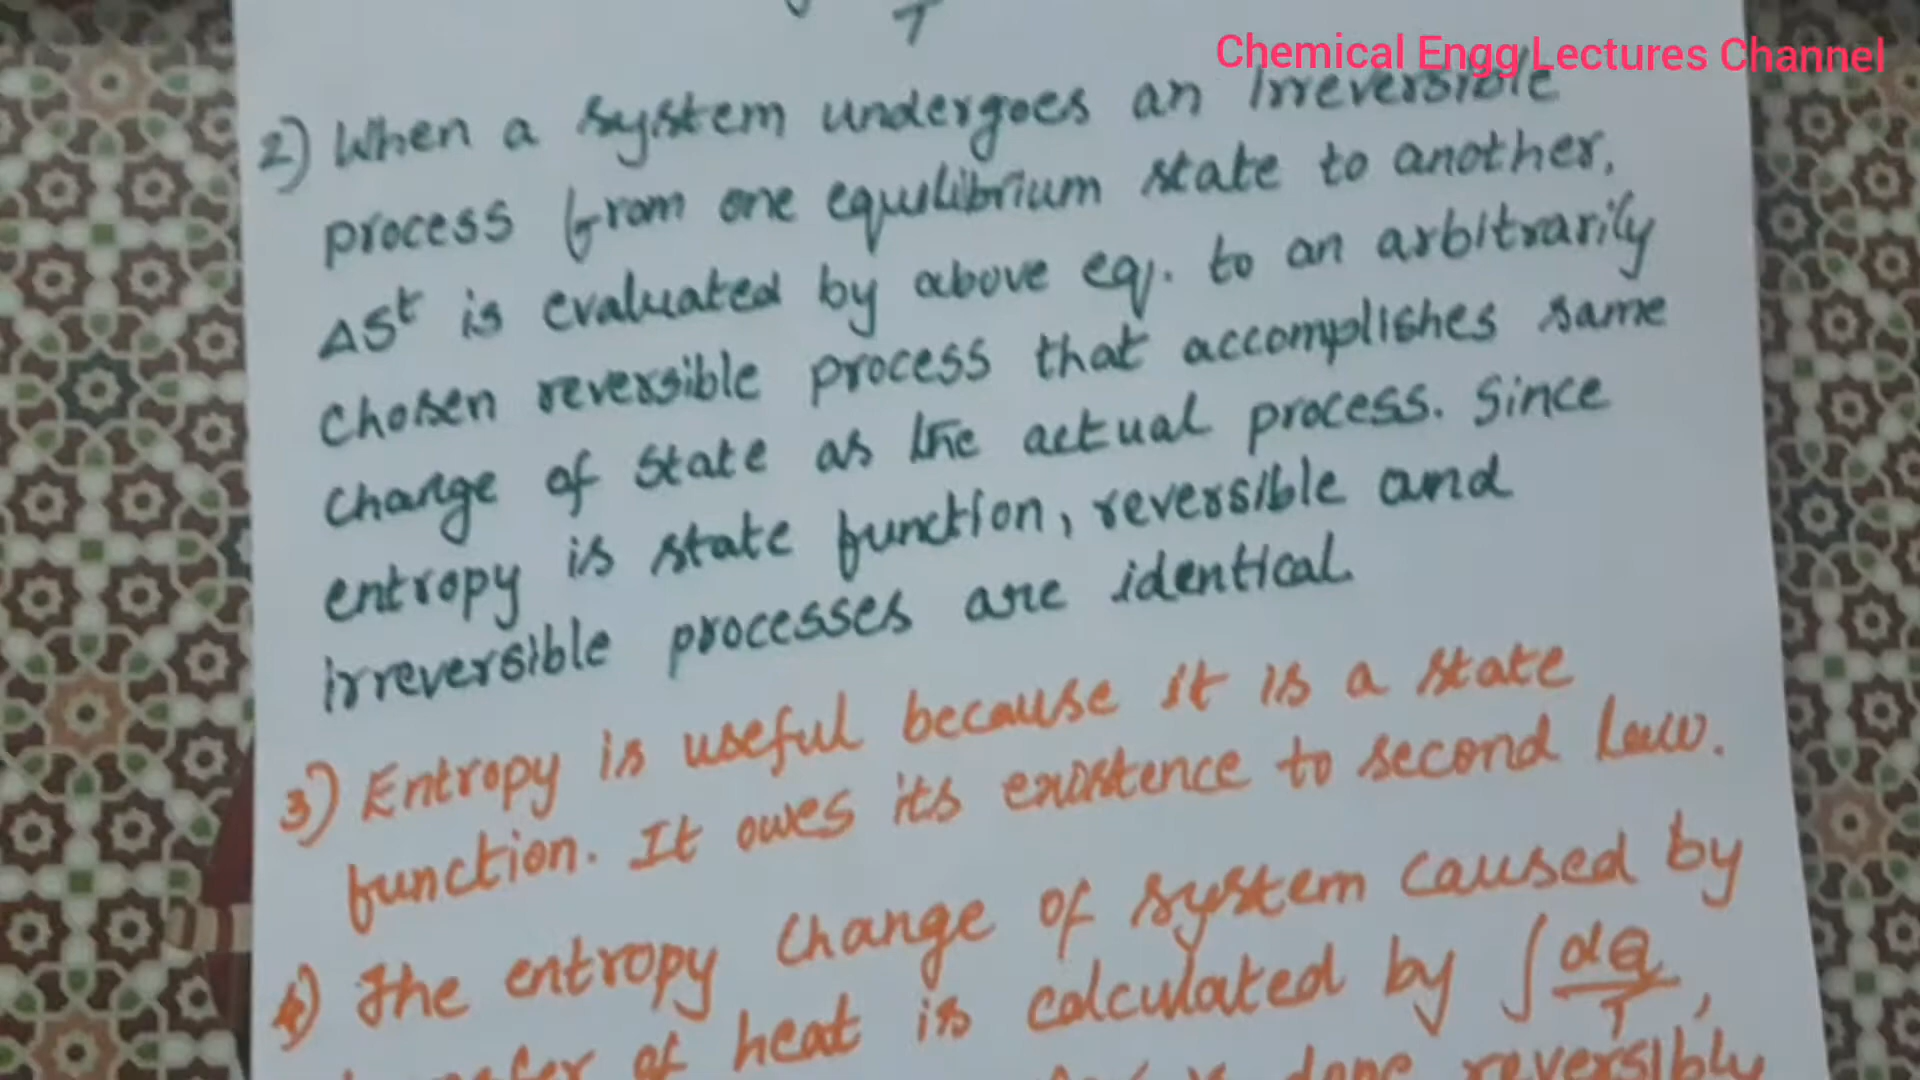 T
Chemical Engg Lectures Channel
2) When a system undergoes an Irreversible
process from one equilibrium state to another,
ΔSᵗ is evaluated by above eq. to an arbitrarily
chosen reversible process that accomplishes same
change of state as the actual process. Since
entropy is state function, reversible and
irreversible processes are identical.
3) Entropy is useful because it is a state
function. It owes its existence to second law.
4) The entropy change of system caused by
of heat is calculated by ∫dQ/T,
done reversibly